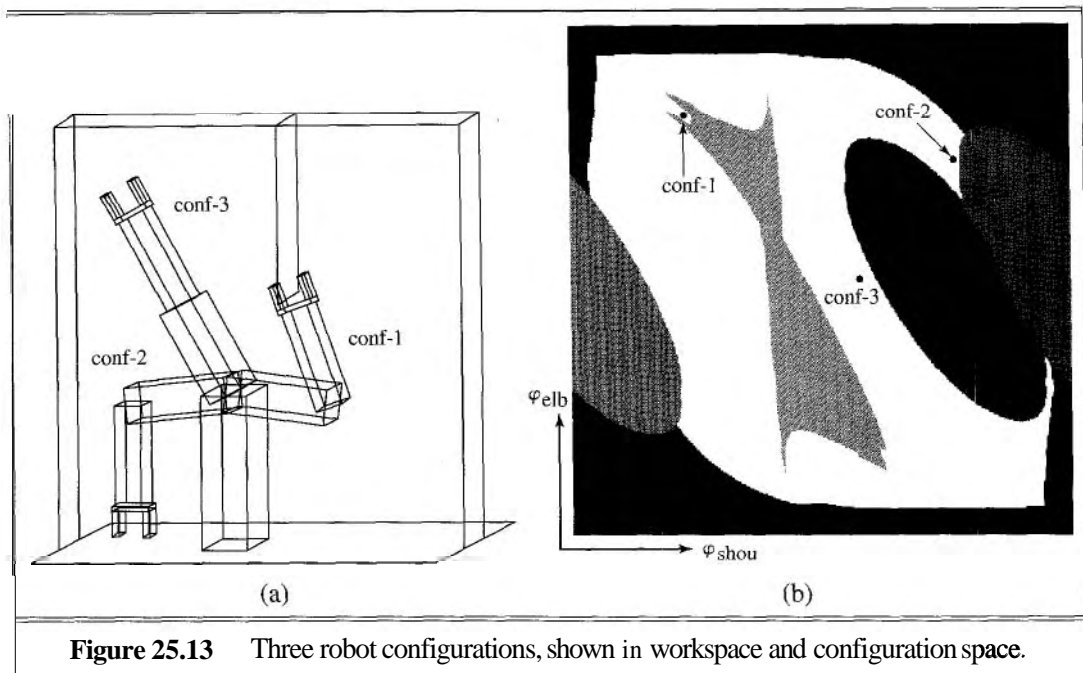 conf-3
conf-2
conf-1
(a)
conf-1
conf-2
conf-3
φelb
φshou
(b)
Figure 25.13 Three robot configurations, shown in workspace and configuration space.